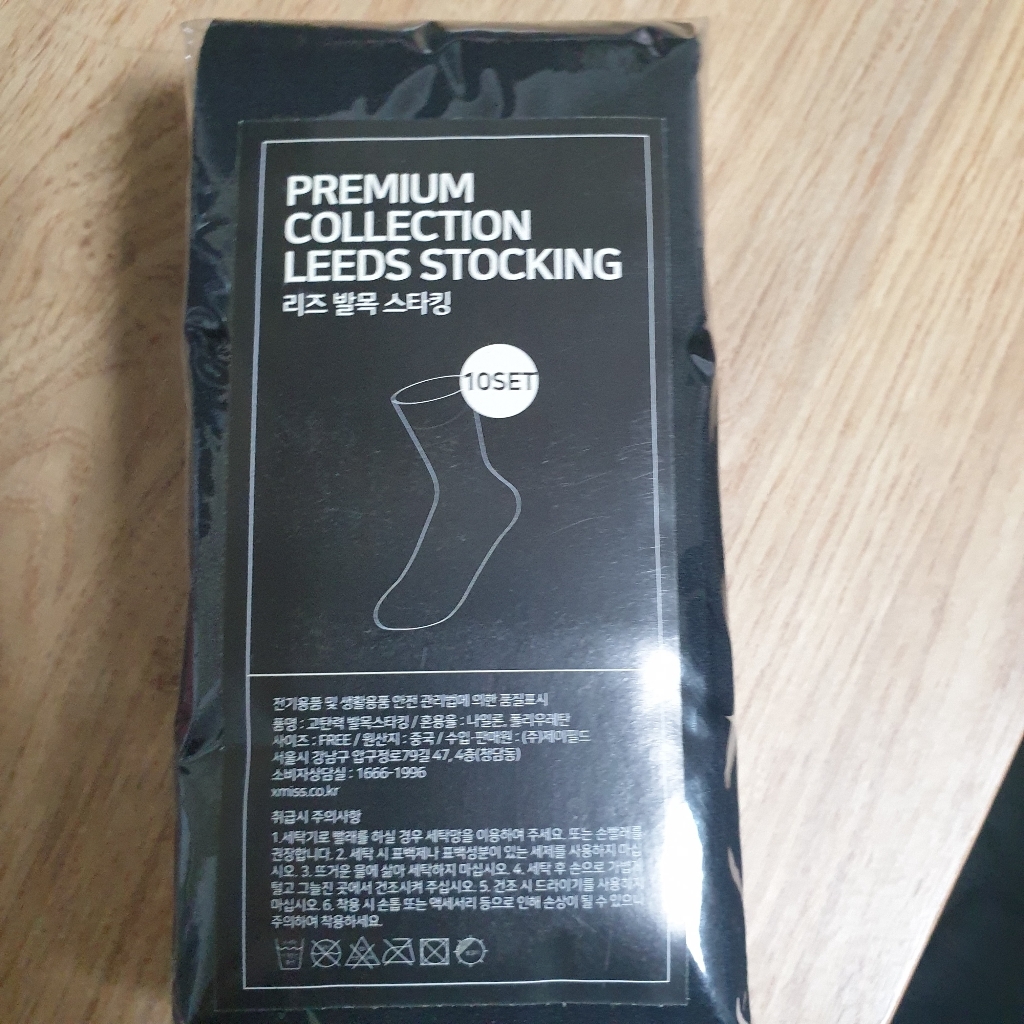 PREMIUM
COLLECTION
LEEDS STOCKING
리즈 발목 스타킹
10SET
전기용품 및 생활용품 안전 관리법에 의한 품질표시
품명 : 고탄력 발목스타킹 / 혼용율 : 나일론, 폴리우레탄
사이즈 : FREE / 원산지 : 중국 / 수입·판매원 : (주)제이필드
서울시 강남구 압구정로79길 47, 4층(청담동)
소비자상담실 : 1666-1996
xmiss.co.kr
취급시 주의사항
1.세탁기로 빨래를 하실 경우 세탁망을 이용하여 주세요. 또는 손빨래를
권장합니다. 2. 세탁 시 표백제나 표백성분이 있는 세제를 사용하지 마십
시오. 3. 뜨거운 물에 삶아 세탁하지 마십시오. 4. 세탁 후 손으로 가볍게
털고 그늘진 곳에서 건조시켜 주십시오. 5. 건조 시 드라이기를 사용하지
마십시오. 6. 착용 시 손톱 또는 액세서리 등으로 인해 손상이 될 수 있으니
주의하여 착용하세요.